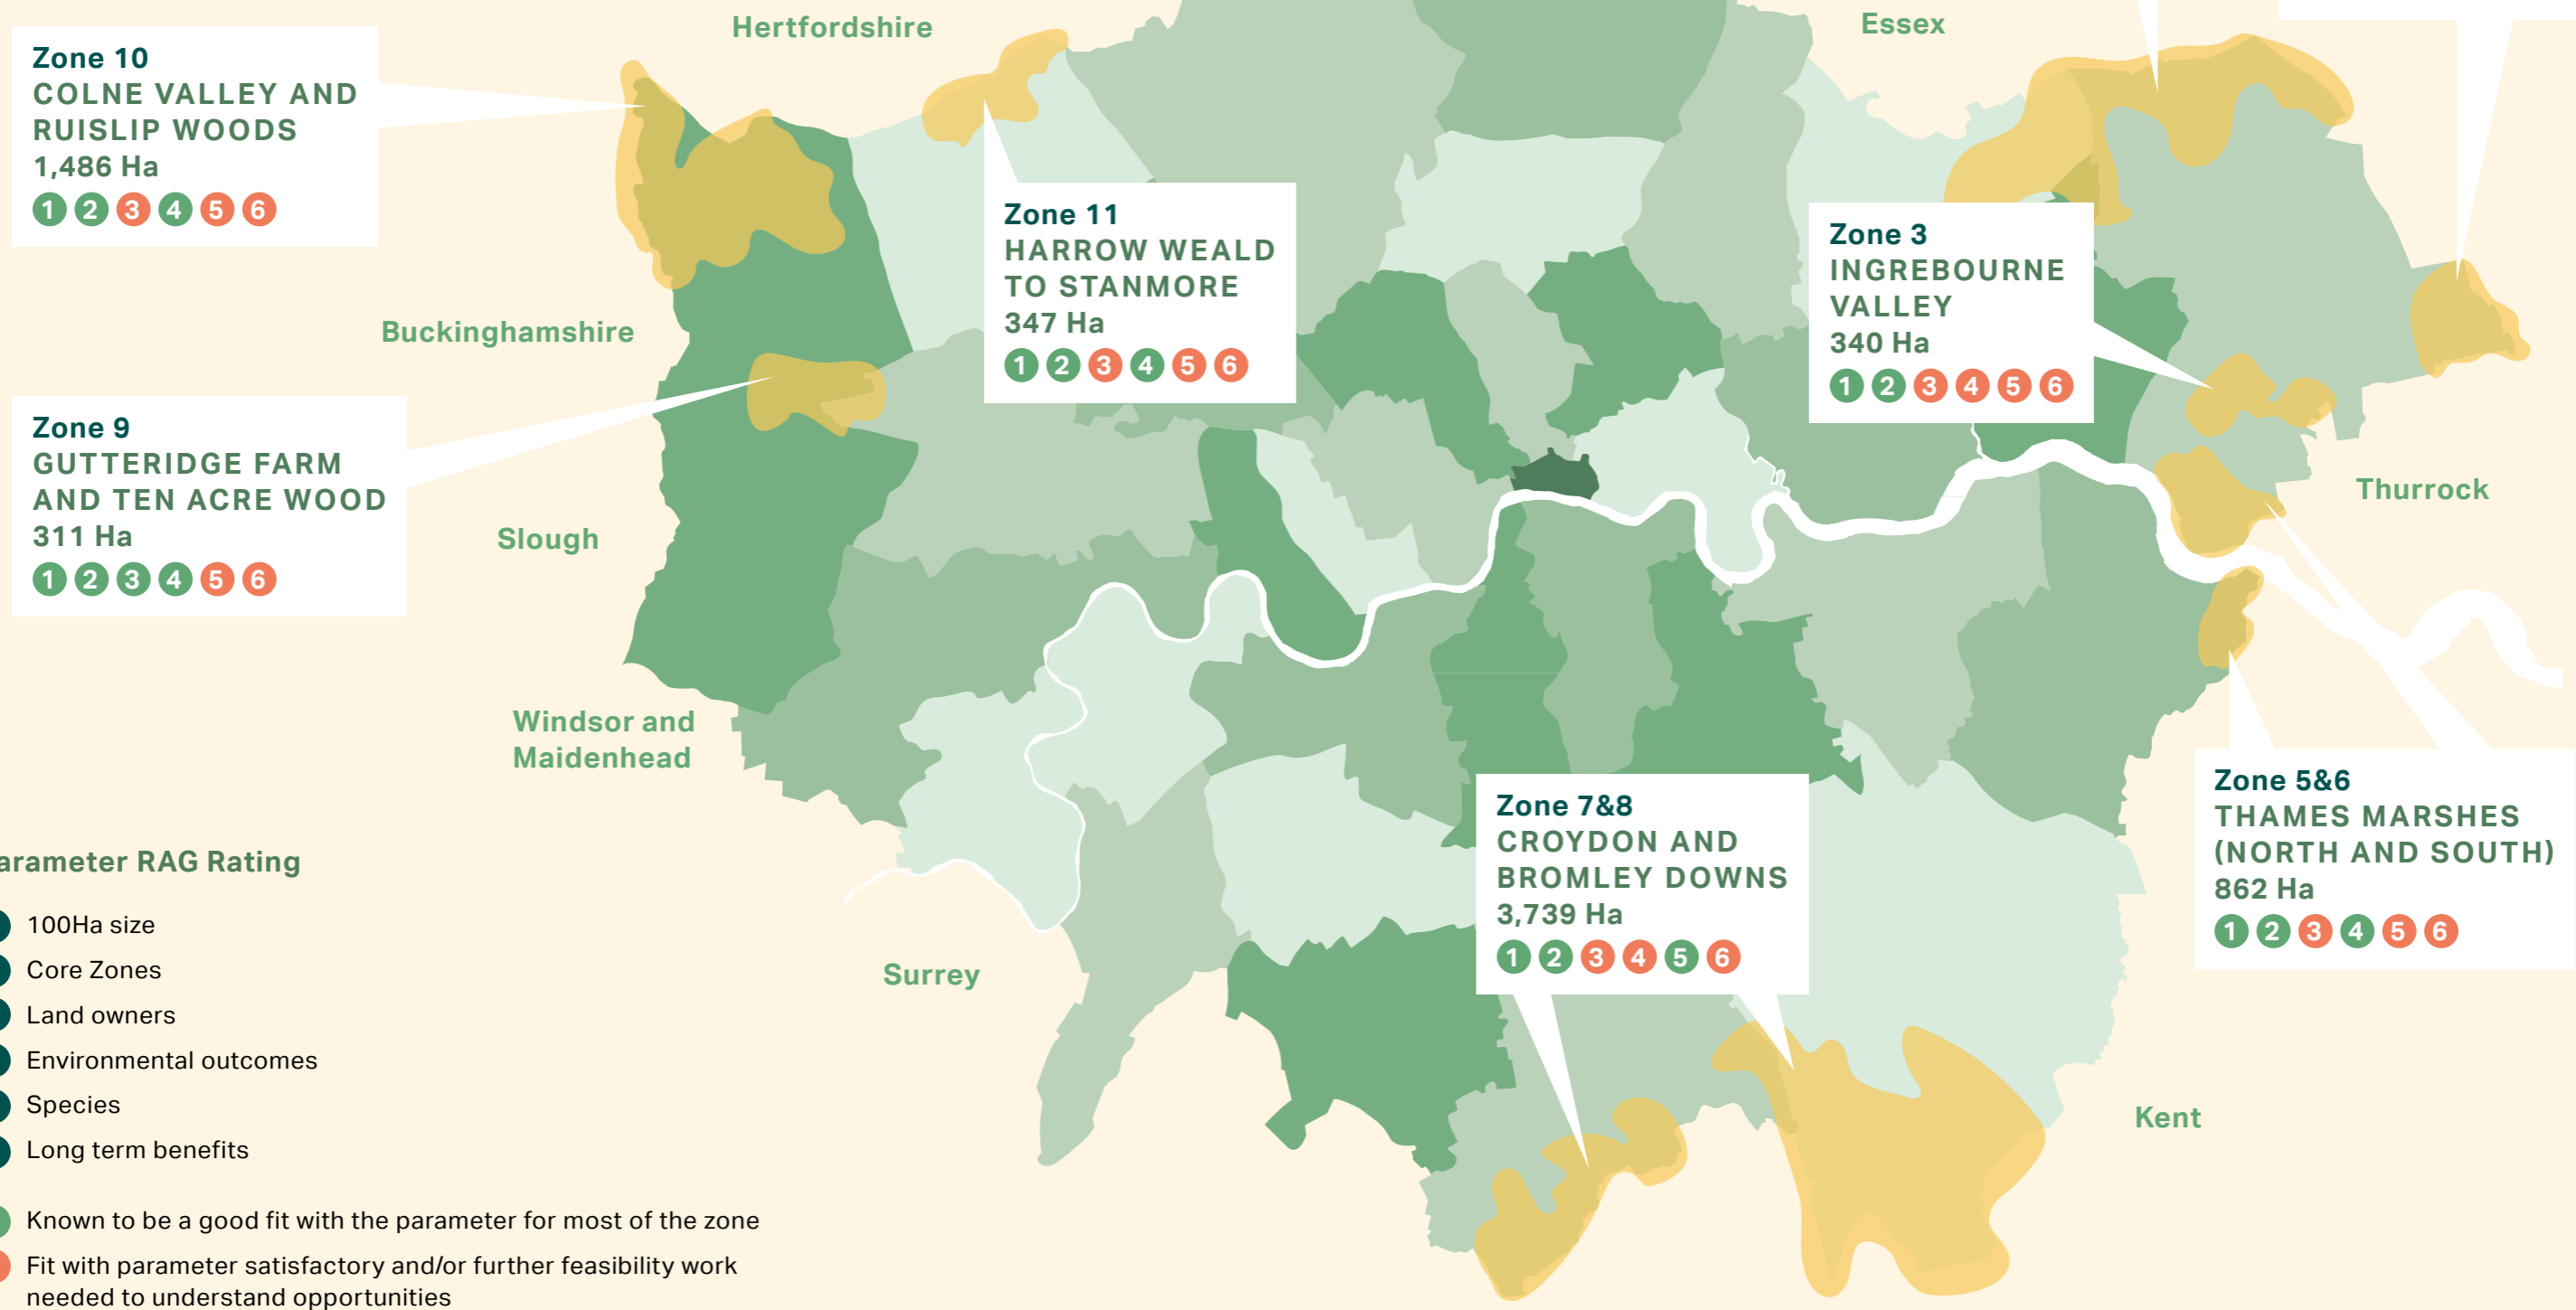 Hertfordshire
Essex
Zone 10
COLNE VALLEY AND
RUISLIP WOODS
1,486 Ha
1 2 3 4 5 6
Zone 11
HARROW WEALD
TO STANMORE
347 Ha
1 2 3 4 5 6
Zone 3
INGREBOURNE
VALLEY
340 Ha
1 2 3 4 5 6
Buckinghamshire
Zone 9
GUTTERIDGE FARM
AND TEN ACRE WOOD
311 Ha
1 2 3 4 5 6
Slough
Thurrock
Windsor and
Maidenhead
Zone 7&8
CROYDON AND
BROMLEY DOWNS
3,739 Ha
1 2 3 4 5 6
Zone 5&6
THAMES MARSHES
(NORTH AND SOUTH)
862 Ha
1 2 3 4 5 6
Surrey
Kent
arameter RAG Rating
100Ha size
Core Zones
Land owners
Environmental outcomes
Species
Long term benefits
Known to be a good fit with the parameter for most of the zone
Fit with parameter satisfactory and/or further feasibility work
needed to understand opportunities